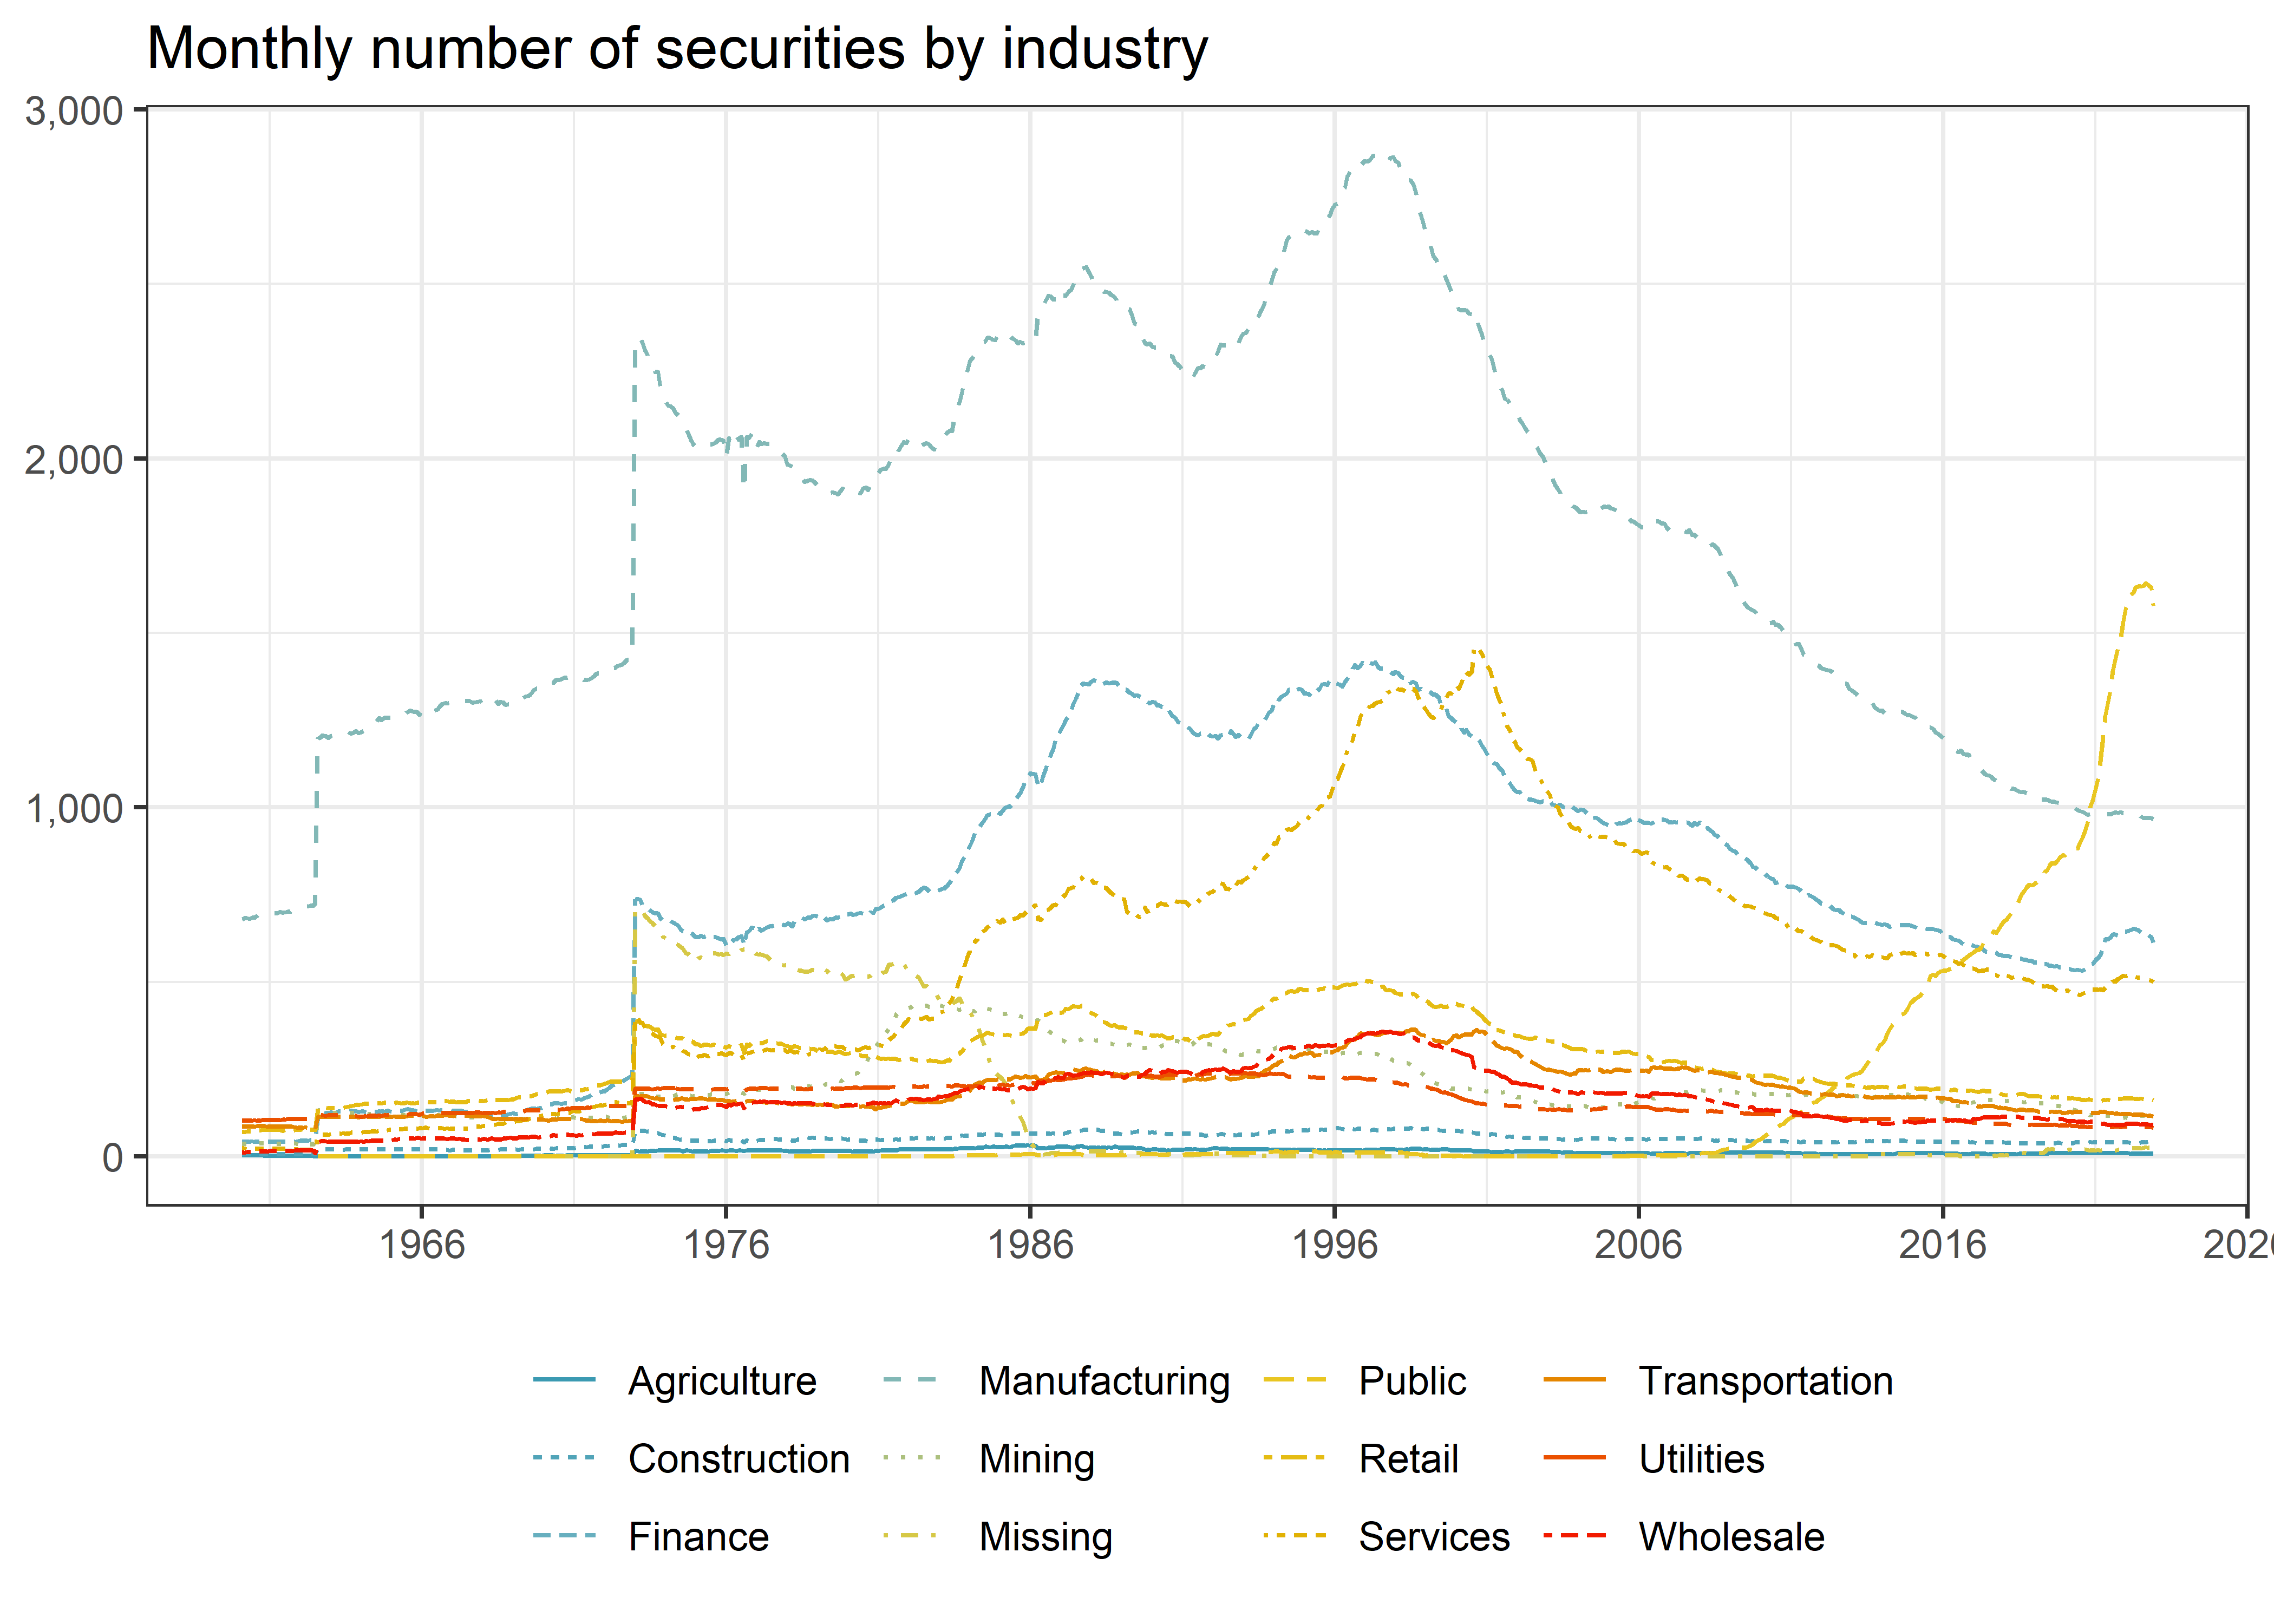 Monthly number of securities by industry
3,000
2,000
1,000
0
1966 1976 1986 1996 2006 2016 202
Agriculture Manufacturing Public Transportation
Construction Mining Retail Utilities
Finance Missing Services Wholesale